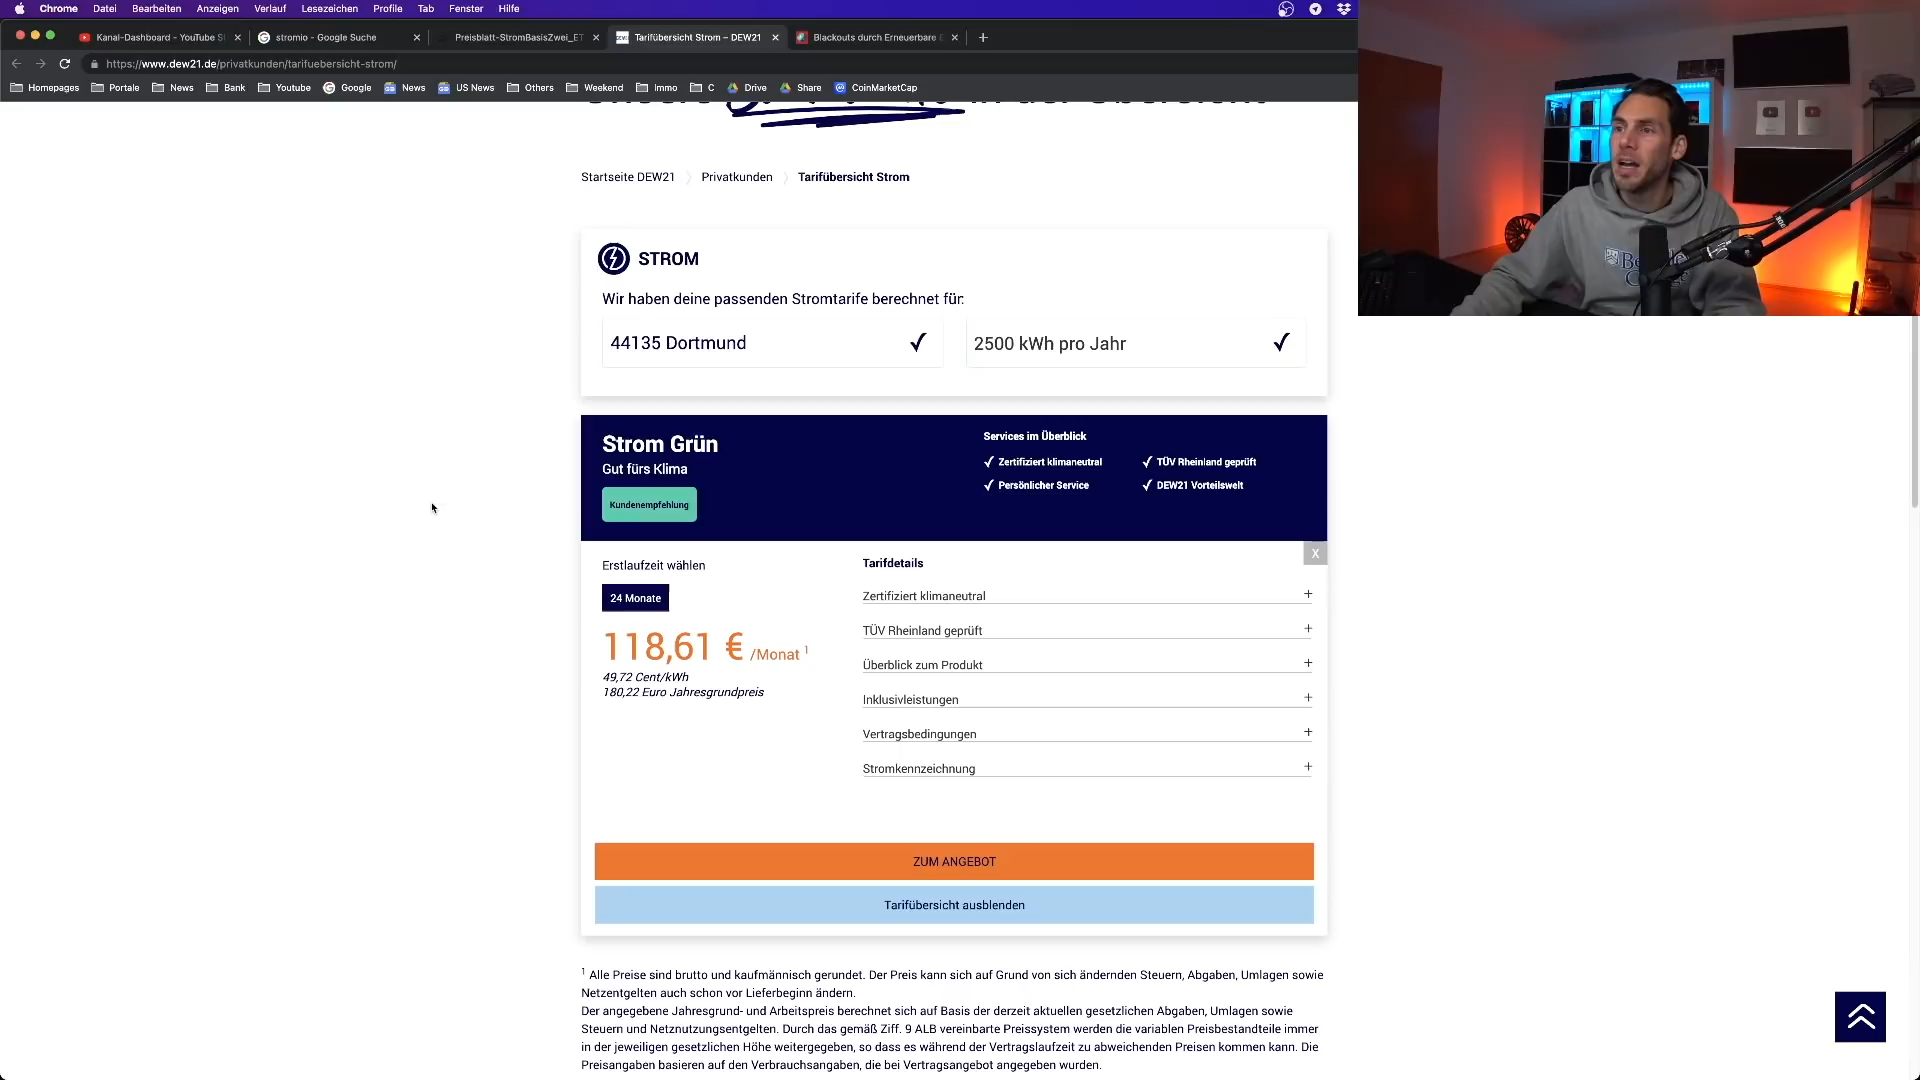 Chrome Datei Bearbeiten Anzeigen Verlauf Lesezeichen Profile Tab Fenster Hilfe
Kanal-Dashboard - YouTube S stromio - Google Suche Preisblatt-StromBasisZwei_ET Tarifübersicht Strom – DEW21 Blackouts durch Erneuerbare E
https://www.dew21.de/privatkunden/tarifuebersicht-strom/
Homepages Portale News Bank Youtube Google News US News Others Weekend Immo C Drive Share CoinMarketCap
Startseite DEW21 Privatkunden Tarifübersicht Strom
STROM
Wir haben deine passenden Stromtarife berechnet für:
44135 Dortmund 2500 kWh pro Jahr
Strom Grün
Gut fürs Klima
Kundenempfehlung
Services im Überblick
Zertifiziert klimaneutral TÜV Rheinland geprüft
Persönlicher Service DEW21 Vorteilswelt
X
Erstlaufzeit wählen
24 Monate
118,61 € /Monat 1
49,72 Cent/kWh
180,22 Euro Jahresgrundpreis
Tarifdetails
Zertifiziert klimaneutral +
TÜV Rheinland geprüft +
Überblick zum Produkt +
Inklusivleistungen +
Vertragsbedingungen +
Stromkennzeichnung +
ZUM ANGEBOT
Tarifübersicht ausblenden
1 Alle Preise sind brutto und kaufmännisch gerundet. Der Preis kann sich auf Grund von sich ändernden Steuern, Abgaben, Umlagen sowie
Netzentgelten auch schon vor Lieferbeginn ändern.
Der angegebene Jahresgrund- und Arbeitspreis berechnet sich auf Basis der derzeit aktuellen gesetzlichen Abgaben, Umlagen sowie
Steuern und Netznutzungsentgelten. Durch das gemäß Ziff. 9 ALB vereinbarte Preissystem werden die variablen Preisbestandteile immer
in der jeweiligen gesetzlichen Höhe weitergegeben, so dass es während der Vertragslaufzeit zu abweichenden Preisen kommen kann. Die
Preisangaben basieren auf den Verbrauchsangaben, die bei Vertragsangebot angegeben wurden.